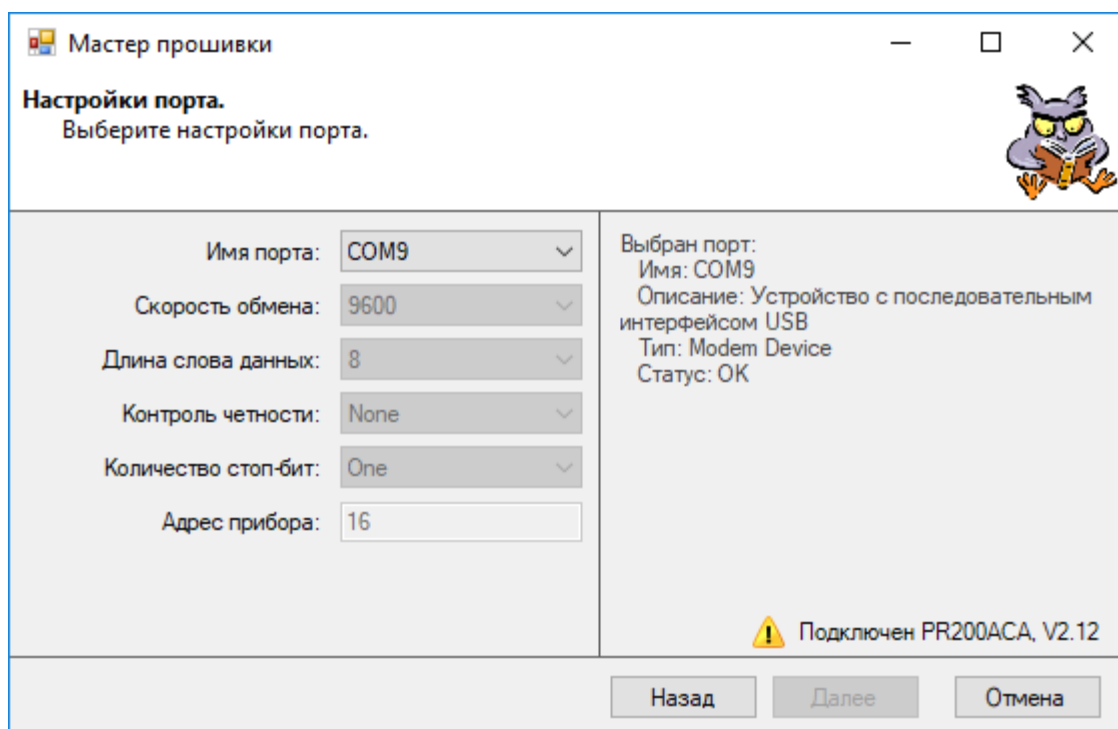 Мастер прошивки
Настройки порта.
Выберите настройки порта.
Имя порта: COM9
Скорость обмена: 9600
Длина слова данных: 8
Контроль четности: None
Количество стоп-бит: One
Адрес прибора: 16
Выбран порт:
Имя: COM9
Описание: Устройство с последовательным
интерфейсом USB
Тип: Modem Device
Статус: OK
Подключен PR200ACA, V2.12
Назад Далее Отмена